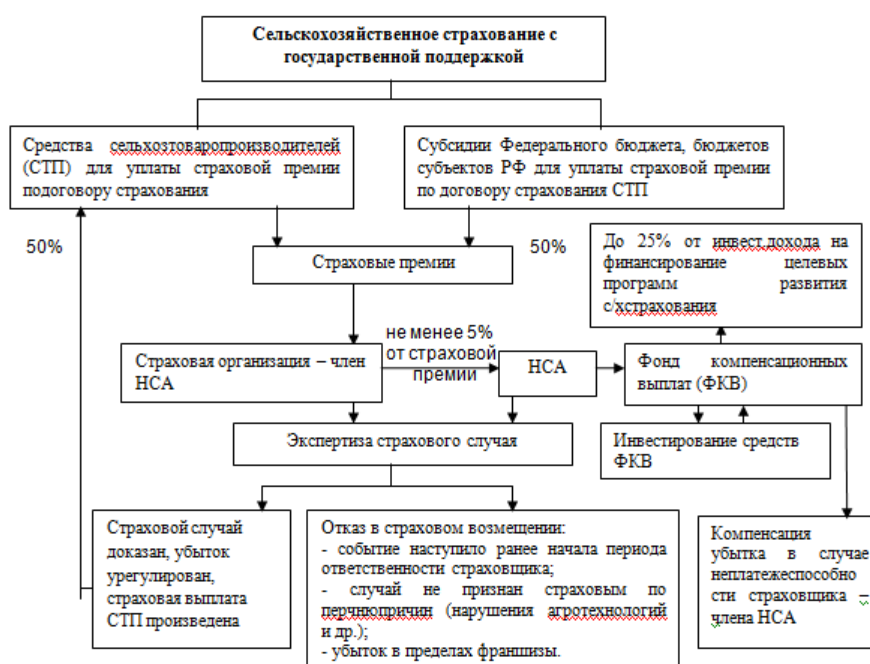 Сельскохозяйственное страхование с
государственной поддержкой
Средства сельхозтоваропроизводителей
(СТП) для уплаты страховой премии
подоговору страхования
Субсидии Федерального бюджета, бюджетов
субъектов РФ для уплаты страховой премии
по договору страхования СТП
50%
50%
До 25% от инвест.дохода на
финансирование целевых
программ развития
с/хстрахования
Страховые премии
не менее 5%
от страховой
премии
Страховая организация – член
НСА
НСА
Фонд компенсационных
выплат (ФКВ)
Экспертиза страхового случая
Инвестирование средств
ФКВ
Страховой случай
доказан, убыток
урегулирован,
страховая выплата
СТП произведена
Отказ в страховом возмещении:
- событие наступило ранее начала периода
ответственности страховщика;
- случай не признан страховым по
перчнюпричин (нарушения агротехнологий
и др.);
- убыток в пределах франшизы.
Компенсация
убытка в случае
неплатежеспособно
сти страховщика –
члена НСА